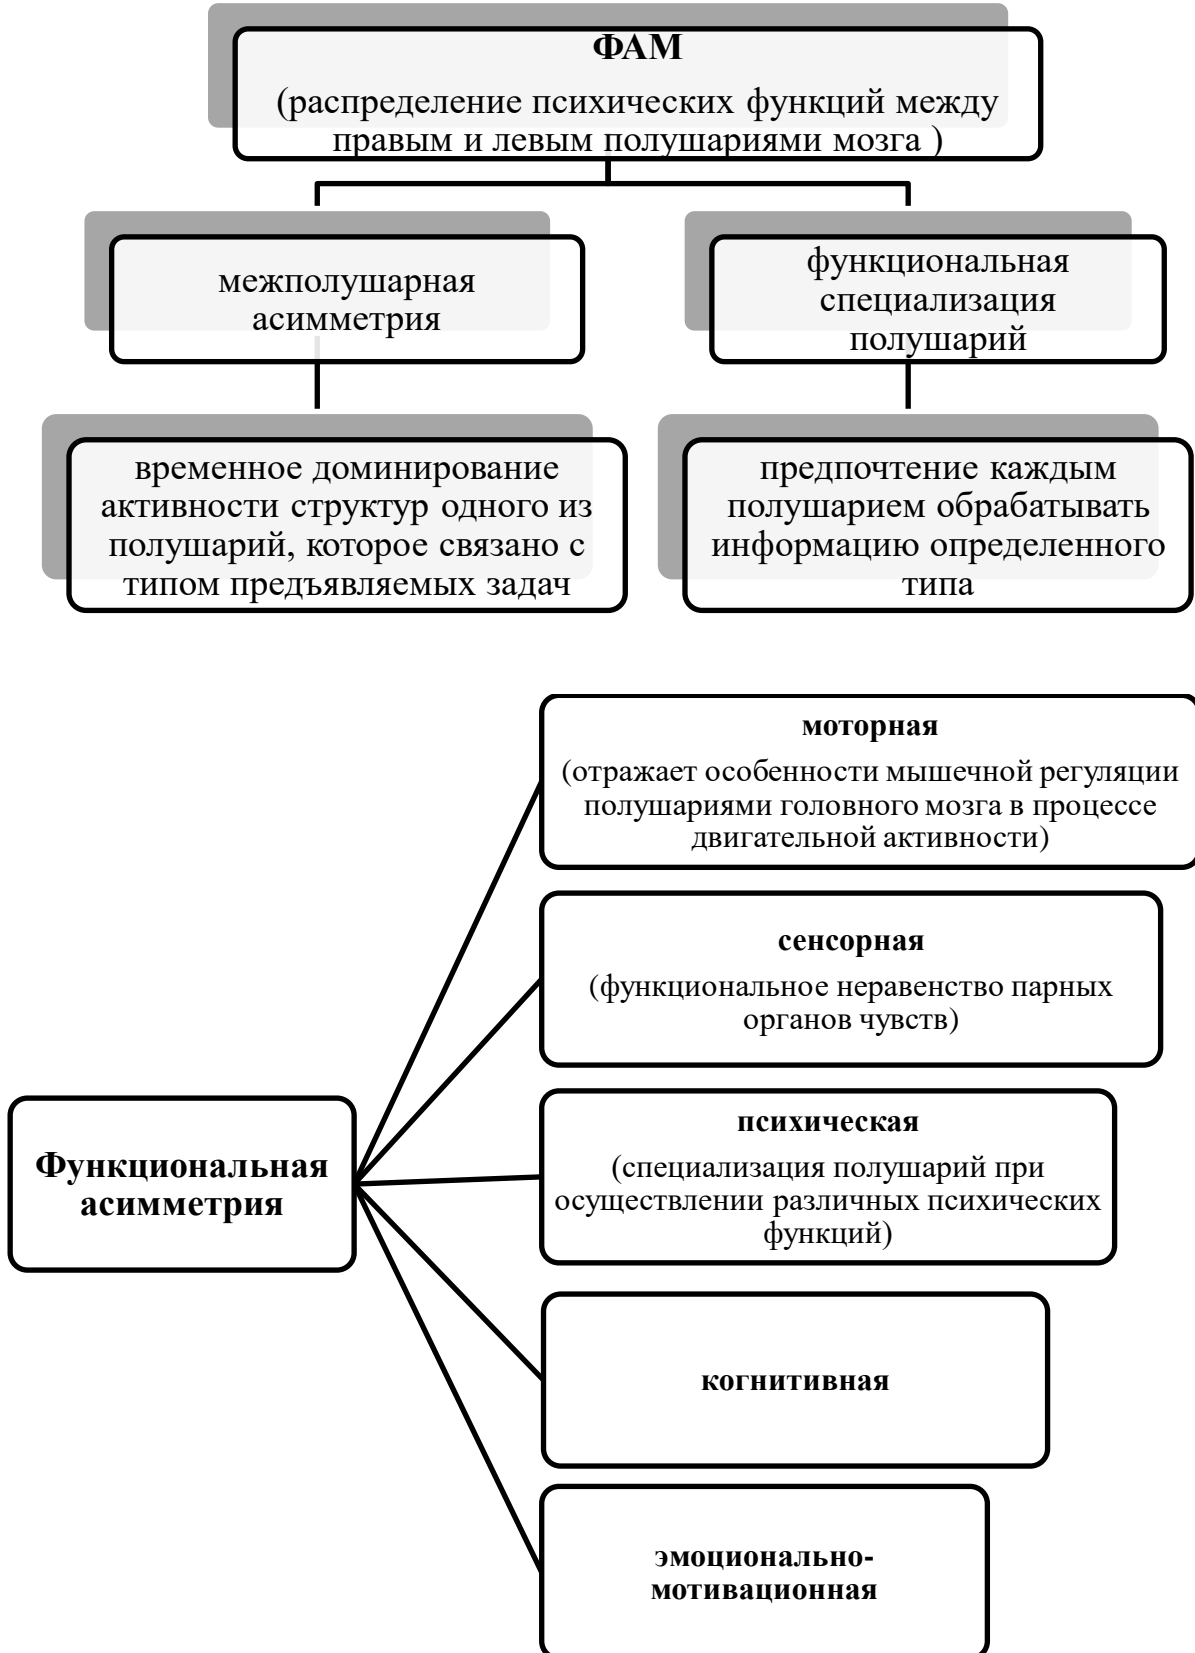 ФАМ
(распределение психических функций между
правым и левым полушариями мозга )
межполушарная
асимметрия
функциональная
специализация
полушарий
временное доминирование
активности структур одного из
полушарий, которое связано с
типом предъявляемых задач
предпочтение каждым
полушарием обрабатывать
информацию определенного
типа
моторная
(отражает особенности мышечной регуляции
полушариями головного мозга в процессе
двигательной активности)
сенсорная
(функциональное неравенство парных
органов чувств)
Функциональная
асимметрия
психическая
(специализация полушарий при
осуществлении различных психических
функций)
когнитивная
эмоционально-
мотивационная